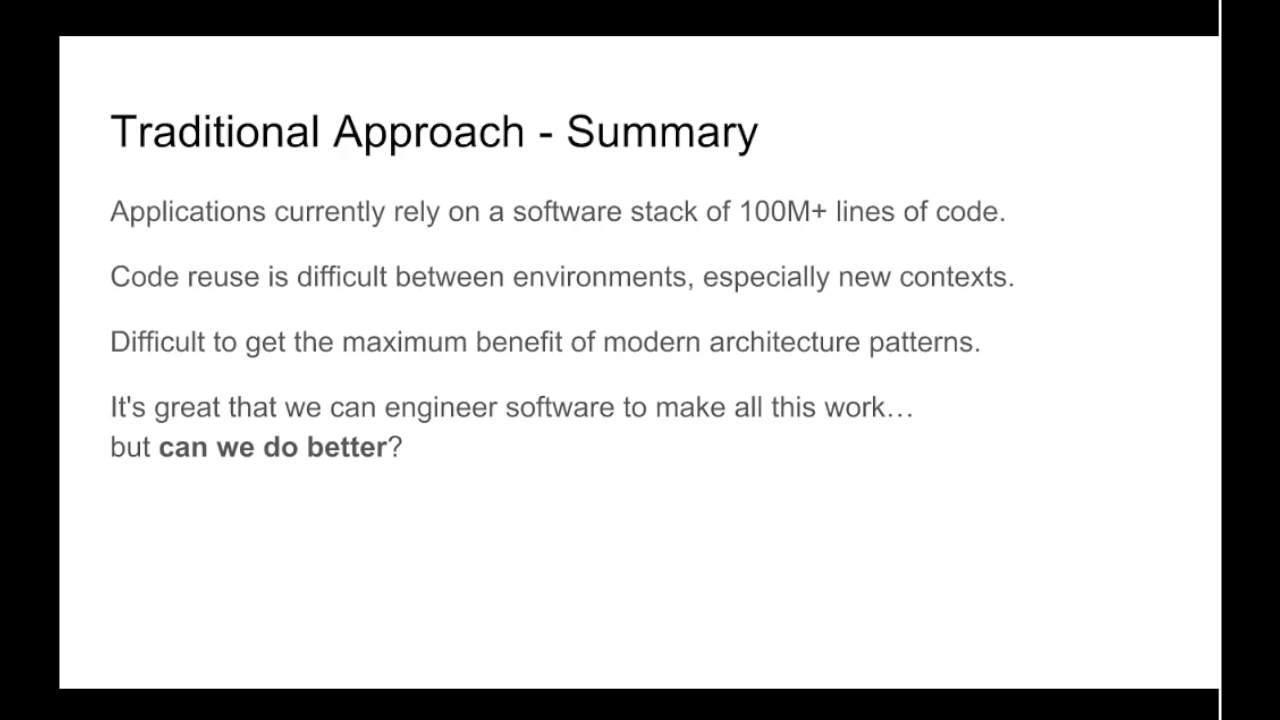 Traditional Approach - Summary
Applications currently rely on a software stack of 100M+ lines of code.
Code reuse is difficult between environments, especially new contexts.
Difficult to get the maximum benefit of modern architecture patterns.
It's great that we can engineer software to make all this work…
but can we do better?